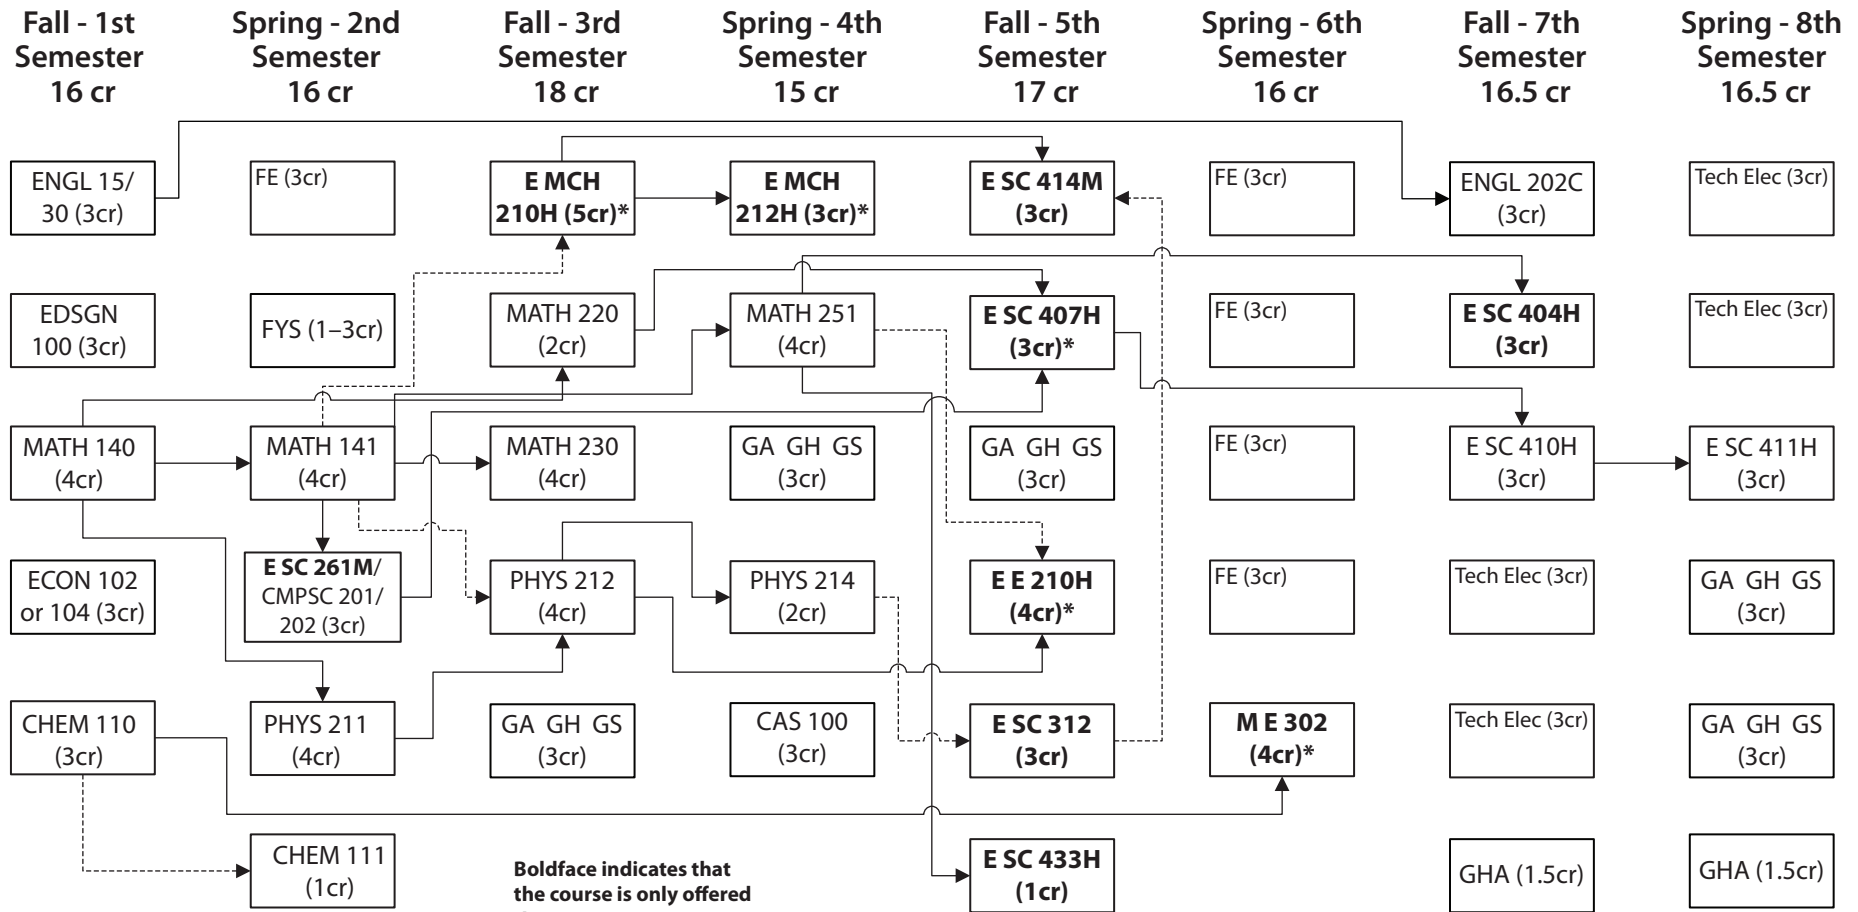 Fall - 1st
Semester
16 cr
Spring - 2nd
Semester
16 cr
Fall - 3rd
Semester
18 cr
Spring - 4th
Semester
15 cr
Fall - 5th
Semester
17 cr
Spring - 6th
Semester
16 cr
Fall - 7th
Semester
16.5 cr
Spring - 8th
Semester
16.5 cr
ENGL 15/
30 (3cr)
FE (3cr)
E MCH
210H (5cr)*
E MCH
212H (3cr)*
E SC 414M
(3cr)
FE (3cr)
ENGL 202C
(3cr)
Tech Elec (3cr)
EDSGN
100 (3cr)
FYS (1–3cr)
MATH 220
(2cr)
MATH 251
(4cr)
E SC 407H
(3cr)*
FE (3cr)
E SC 404H
(3cr)
Tech Elec (3cr)
MATH 140
(4cr)
MATH 141
(4cr)
MATH 230
(4cr)
GA GH GS
(3cr)
GA GH GS
(3cr)
FE (3cr)
E SC 410H
(3cr)
E SC 411H
(3cr)
ECON 102
or 104 (3cr)
E SC 261M/
CMPSC 201/
202 (3cr)
PHYS 212
(4cr)
PHYS 214
(2cr)
E E 210H
(4cr)*
FE (3cr)
Tech Elec (3cr)
GA GH GS
(3cr)
CHEM 110
(3cr)
PHYS 211
(4cr)
GA GH GS
(3cr)
CAS 100
(3cr)
E SC 312
(3cr)
M E 302
(4cr)*
Tech Elec (3cr)
GA GH GS
(3cr)
CHEM 111
(1cr)
Boldface indicates that
the course is only offered
E SC 433H
(1cr)
GHA (1.5cr)
GHA (1.5cr)